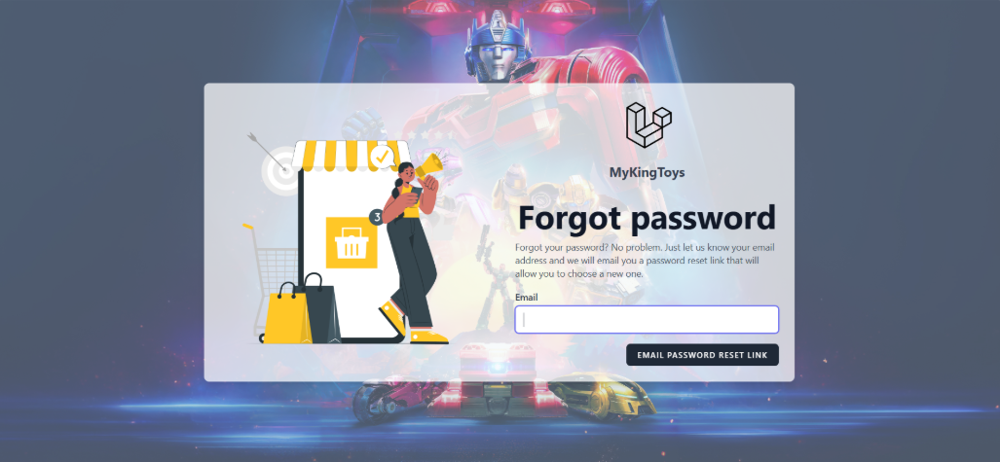 MyKingToys
Forgot password
Forgot your password? No problem. Just let us know your email
address and we will email you a password reset link that will
allow you to choose a new one.
Email
EMAIL PASSWORD RESET LINK
3